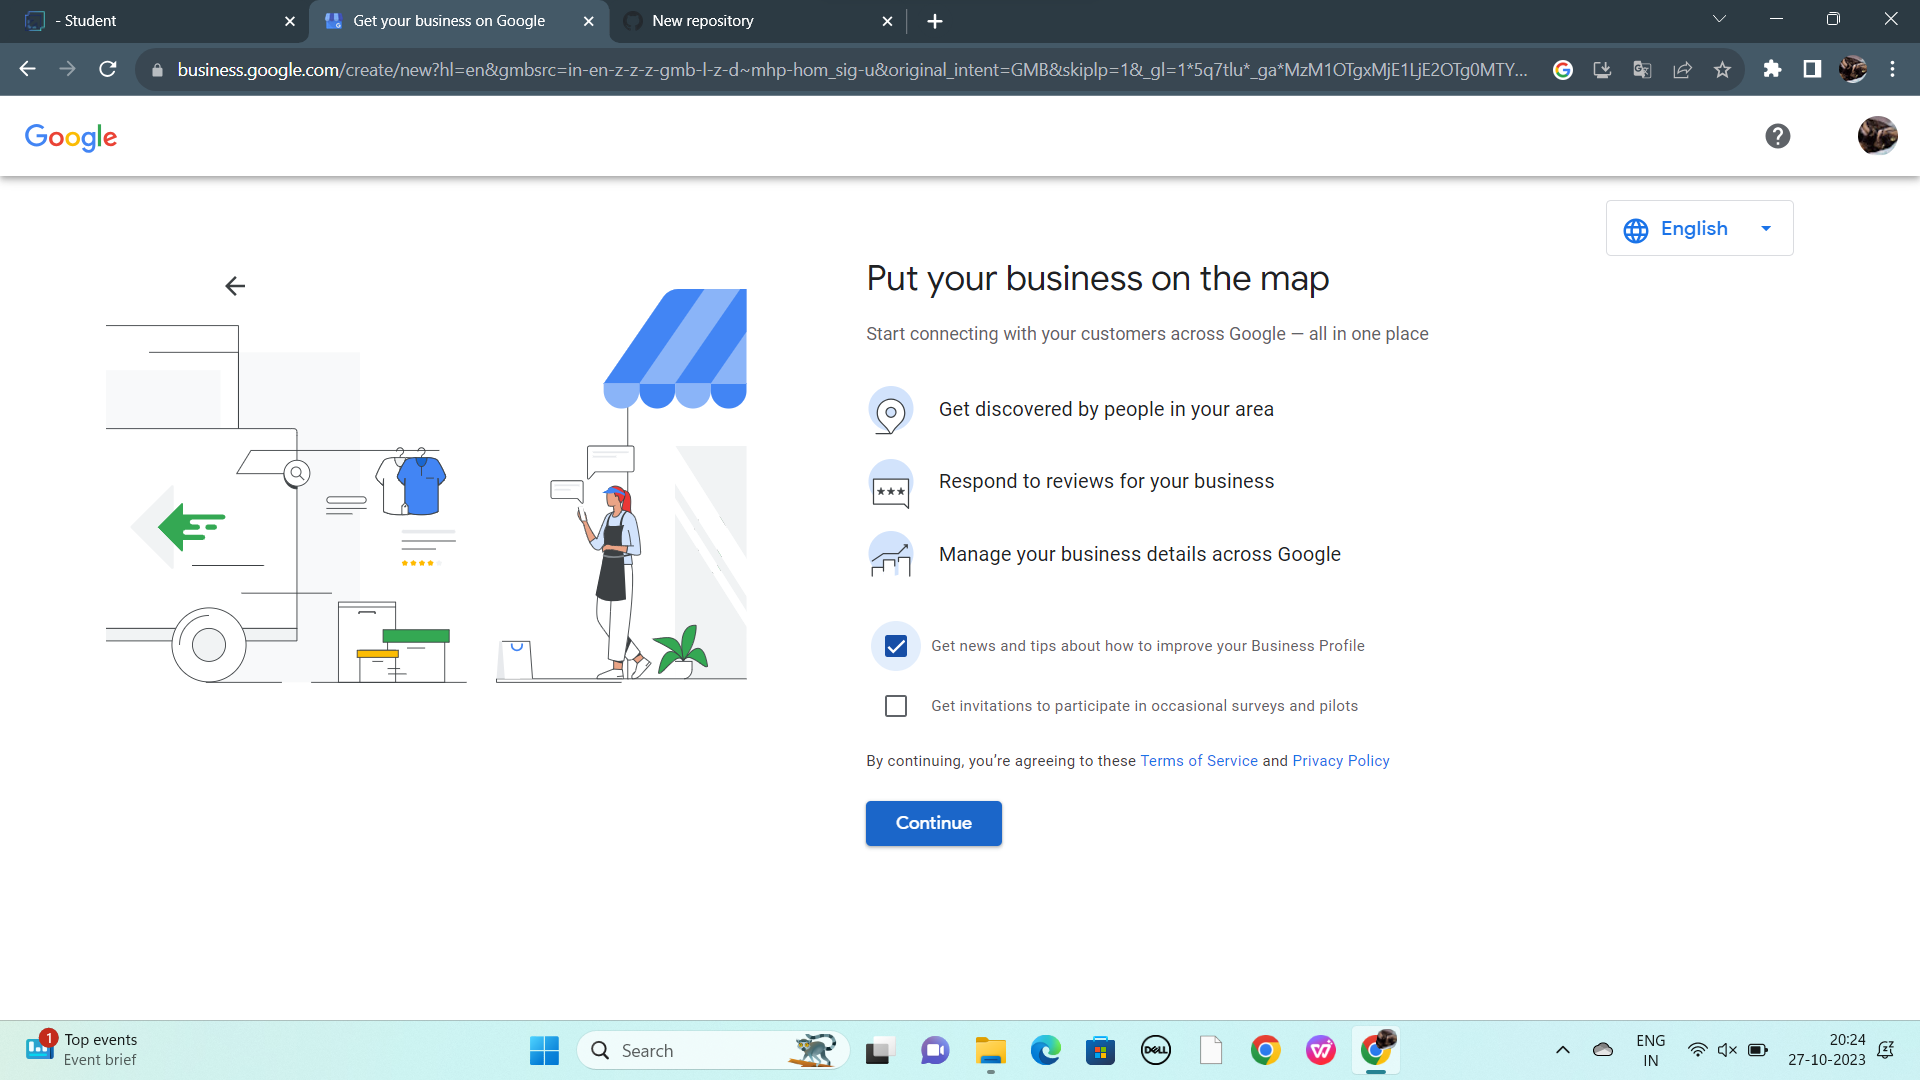 - Student
Get your business on Google
New repository
business.google.com/create/new?hl=en&gmbsrc=in-en-z-z-z-gmb-l-z-d~mhp-hom_sig-u&original_intent=GMB&skiplp=1&_gl=1*5q7tlu*_ga*MzM1OTgxMjE1LjE2OTg0MTY...
Google
English
Put your business on the map
Start connecting with your customers across Google — all in one place
Get discovered by people in your area
Respond to reviews for your business
Manage your business details across Google
Get news and tips about how to improve your Business Profile
Get invitations to participate in occasional surveys and pilots
By continuing, you’re agreeing to these Terms of Service and Privacy Policy
Continue
1
Top events
Event brief
Search
DELL
ENG
IN
20:24
27-10-2023